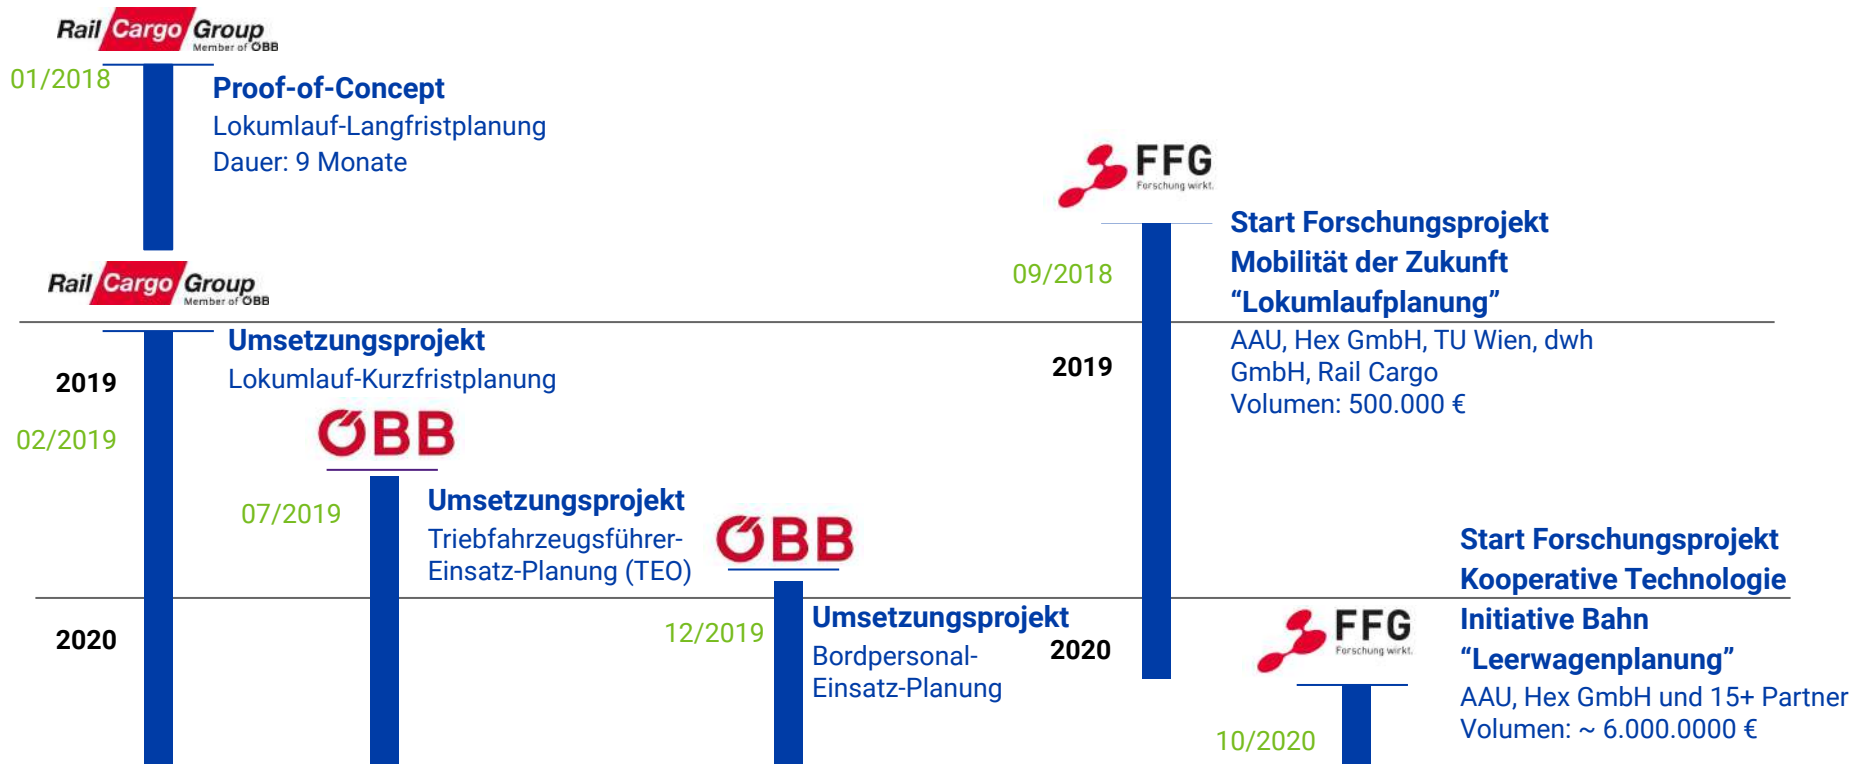 Rail Cargo Group
Member of ÖBB
01/2018
Proof-of-Concept
Lokumlauf-Langfristplanung
Dauer: 9 Monate
Rail Cargo Group
Member of ÖBB
Umsetzungsprojekt
Lokumlauf-Kurzfristplanung
2019
02/2019
ÖBB
07/2019
Umsetzungsprojekt
Triebfahrzeugsführer-
Einsatz-Planung (TEO)
2020
ÖBB
12/2019
Umsetzungsprojekt
Bordpersonal-
Einsatz-Planung
FFG
Forschung wirkt.
09/2018
Start Forschungsprojekt
Mobilität der Zukunft
“Lokumlaufplanung”
AAU, Hex GmbH, TU Wien, dwh
GmbH, Rail Cargo
Volumen: 500.000 €
2019
2020
FFG
Forschung wirkt.
10/2020
Start Forschungsprojekt
Kooperative Technologie
Initiative Bahn
“Leerwagenplanung”
AAU, Hex GmbH und 15+ Partner
Volumen: ~ 6.000.0000 €